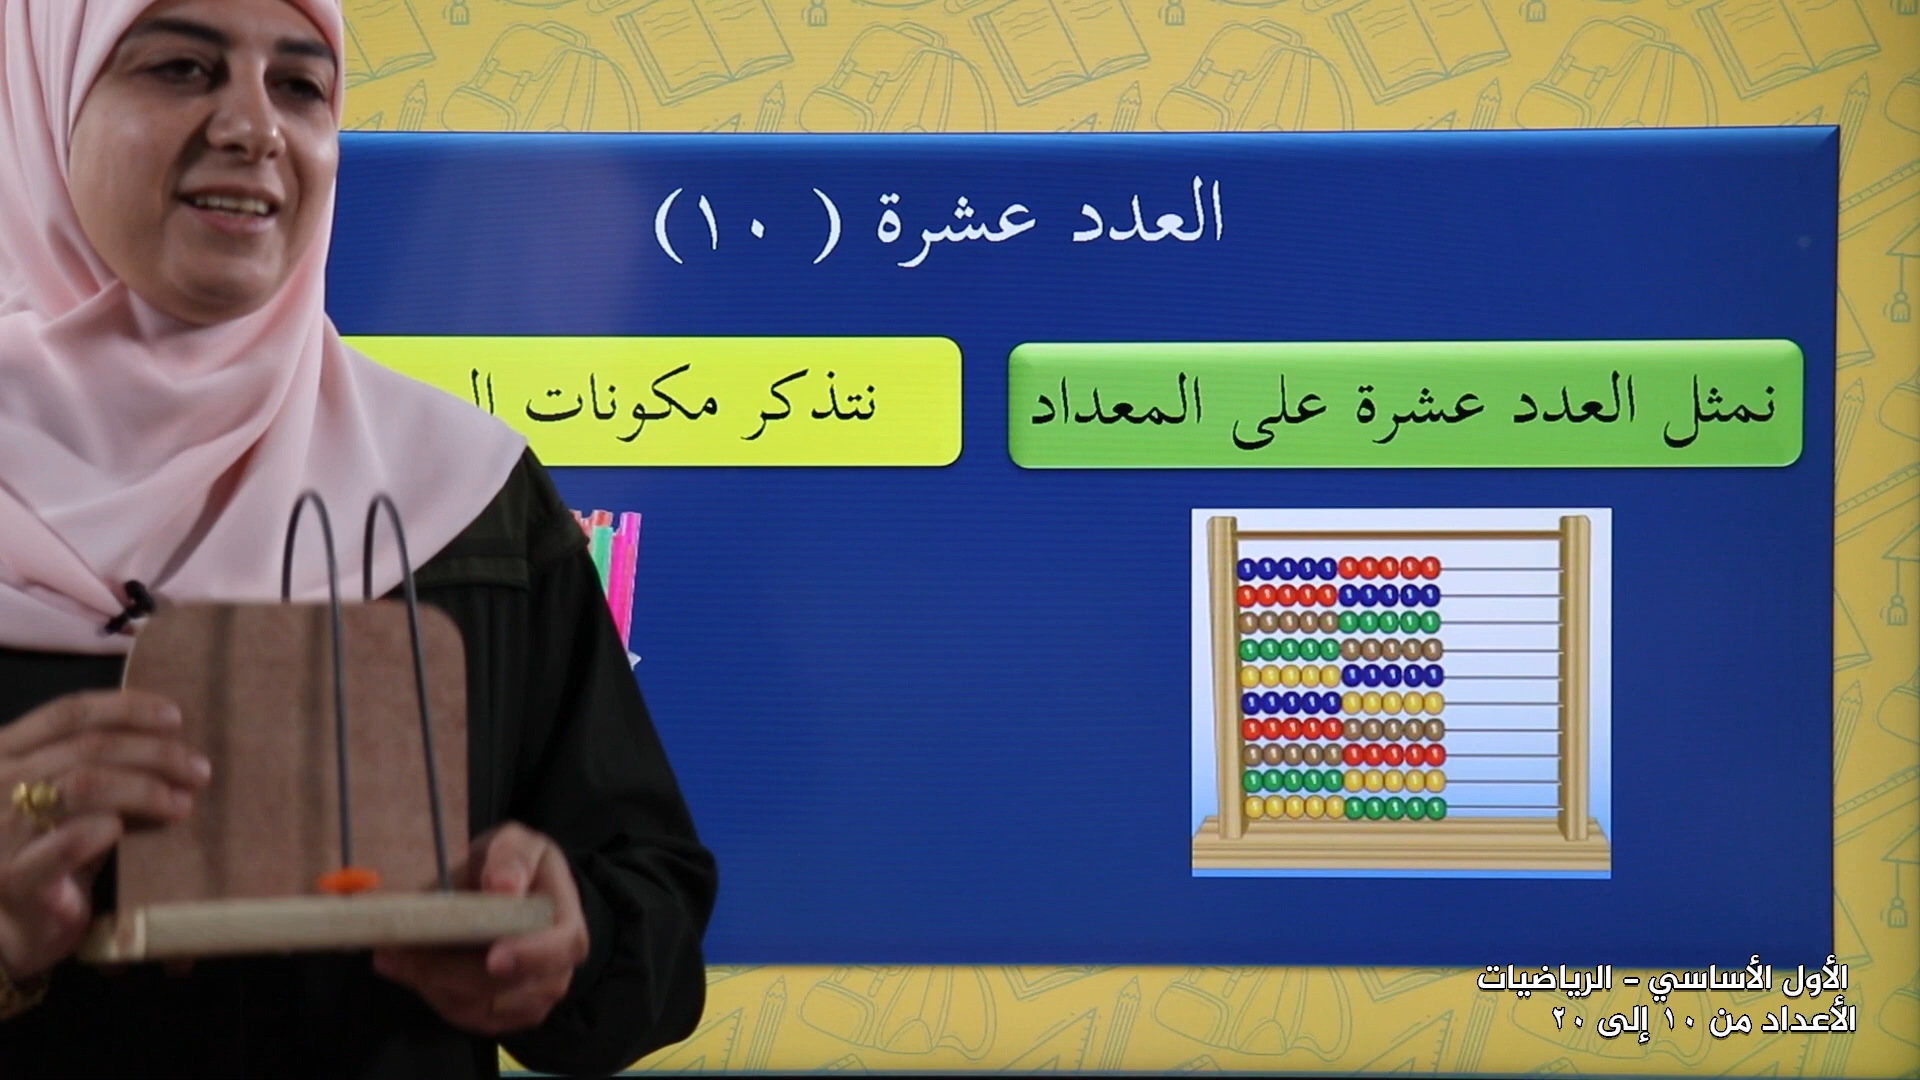 العدد عشرة ( ١٠)
نمثل العدد عشرة على المعداد
نتذكر مكونات
الأول الأساسي - الرياضيات
الأعداد من ١٠ إلى ٢٠